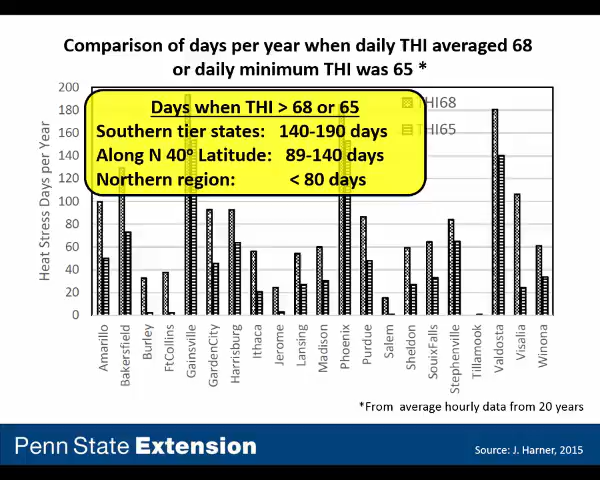 Comparison of days per year when daily THI averaged 68
or daily minimum THI was 65 *
Days when THI > 68 or 65
Southern tier states: 140-190 days
Along N 40º Latitude: 89-140 days
Northern region: < 80 days
THI68
THI65
Heat Stress Days per Year
200
180
160
140
120
100
80
60
40
20
0
Amarillo
Bakersfield
Burley
FtCollins
Gainsville
GardenCity
Harrisburg
Ithaca
Jerome
Lansing
Madison
Phoenix
Purdue
Salem
Sheldon
SouixFalls
Stephenville
Tillamook
Valdosta
Visalia
Winona
*From average hourly data from 20 years
Penn State Extension
Source: J. Harner, 2015